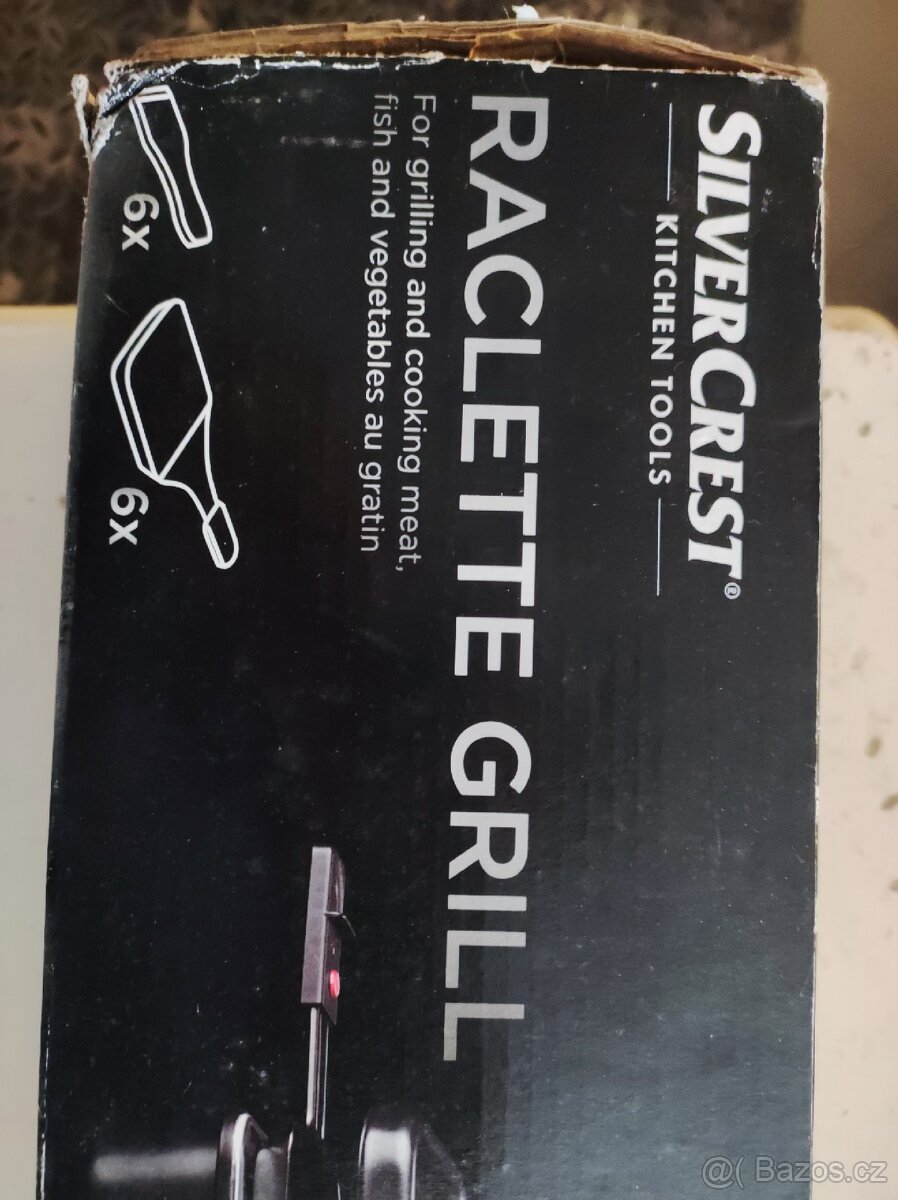 SILVERCREST®
KITCHEN TOOLS
RACLETTE GRILL
For grilling and cooking meat,
fish and vegetables au gratin
6x
6x
@( Bazos.cz